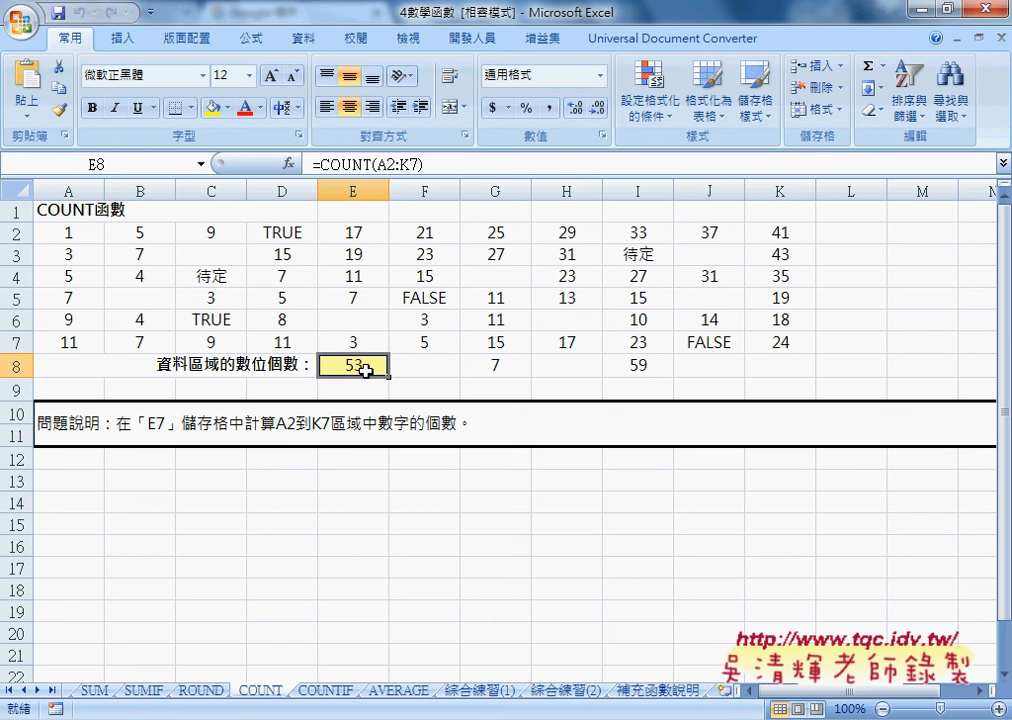 4數學函數 [相容模式] - Microsoft Excel
常用 插入 版面配置 公式 資料 校閱 檢視 開發人員 增益集 Universal Document Converter
微軟正黑體 12 通用格式
貼上 設定格式化的條件 格式化為表格 儲存格樣式 插入 刪除 格式 排序與篩選 尋找與選取
剪貼簿 字型 對齊方式 數值 樣式 儲存格 編輯
E8 =COUNT(A2:K7)
A B C D E F G H I J K L M N
1 COUNT函數
2 1 5 9 TRUE 17 21 25 29 33 37 41
3 3 7 15 19 23 27 31 待定 43
4 5 4 待定 7 11 15 23 27 31 35
5 7 3 5 7 FALSE 11 13 15 19
6 9 4 TRUE 8 3 11 10 14 18
7 11 7 9 11 3 5 15 17 23 FALSE 24
8 資料區域的數位個數： 53 7 59
9
10
問題說明：在「E7」儲存格中計算A2到K7區域中數字的個數。
11
12
13
14
15
16
17
18
19
20
21
22
http://www.tqc.idv.tw/
吳清輝老師錄製
SUM SUMIF ROUND COUNT COUNTIF AVERAGE 綜合練習(1) 綜合練習(2) 補充函數說明
就緒 100%